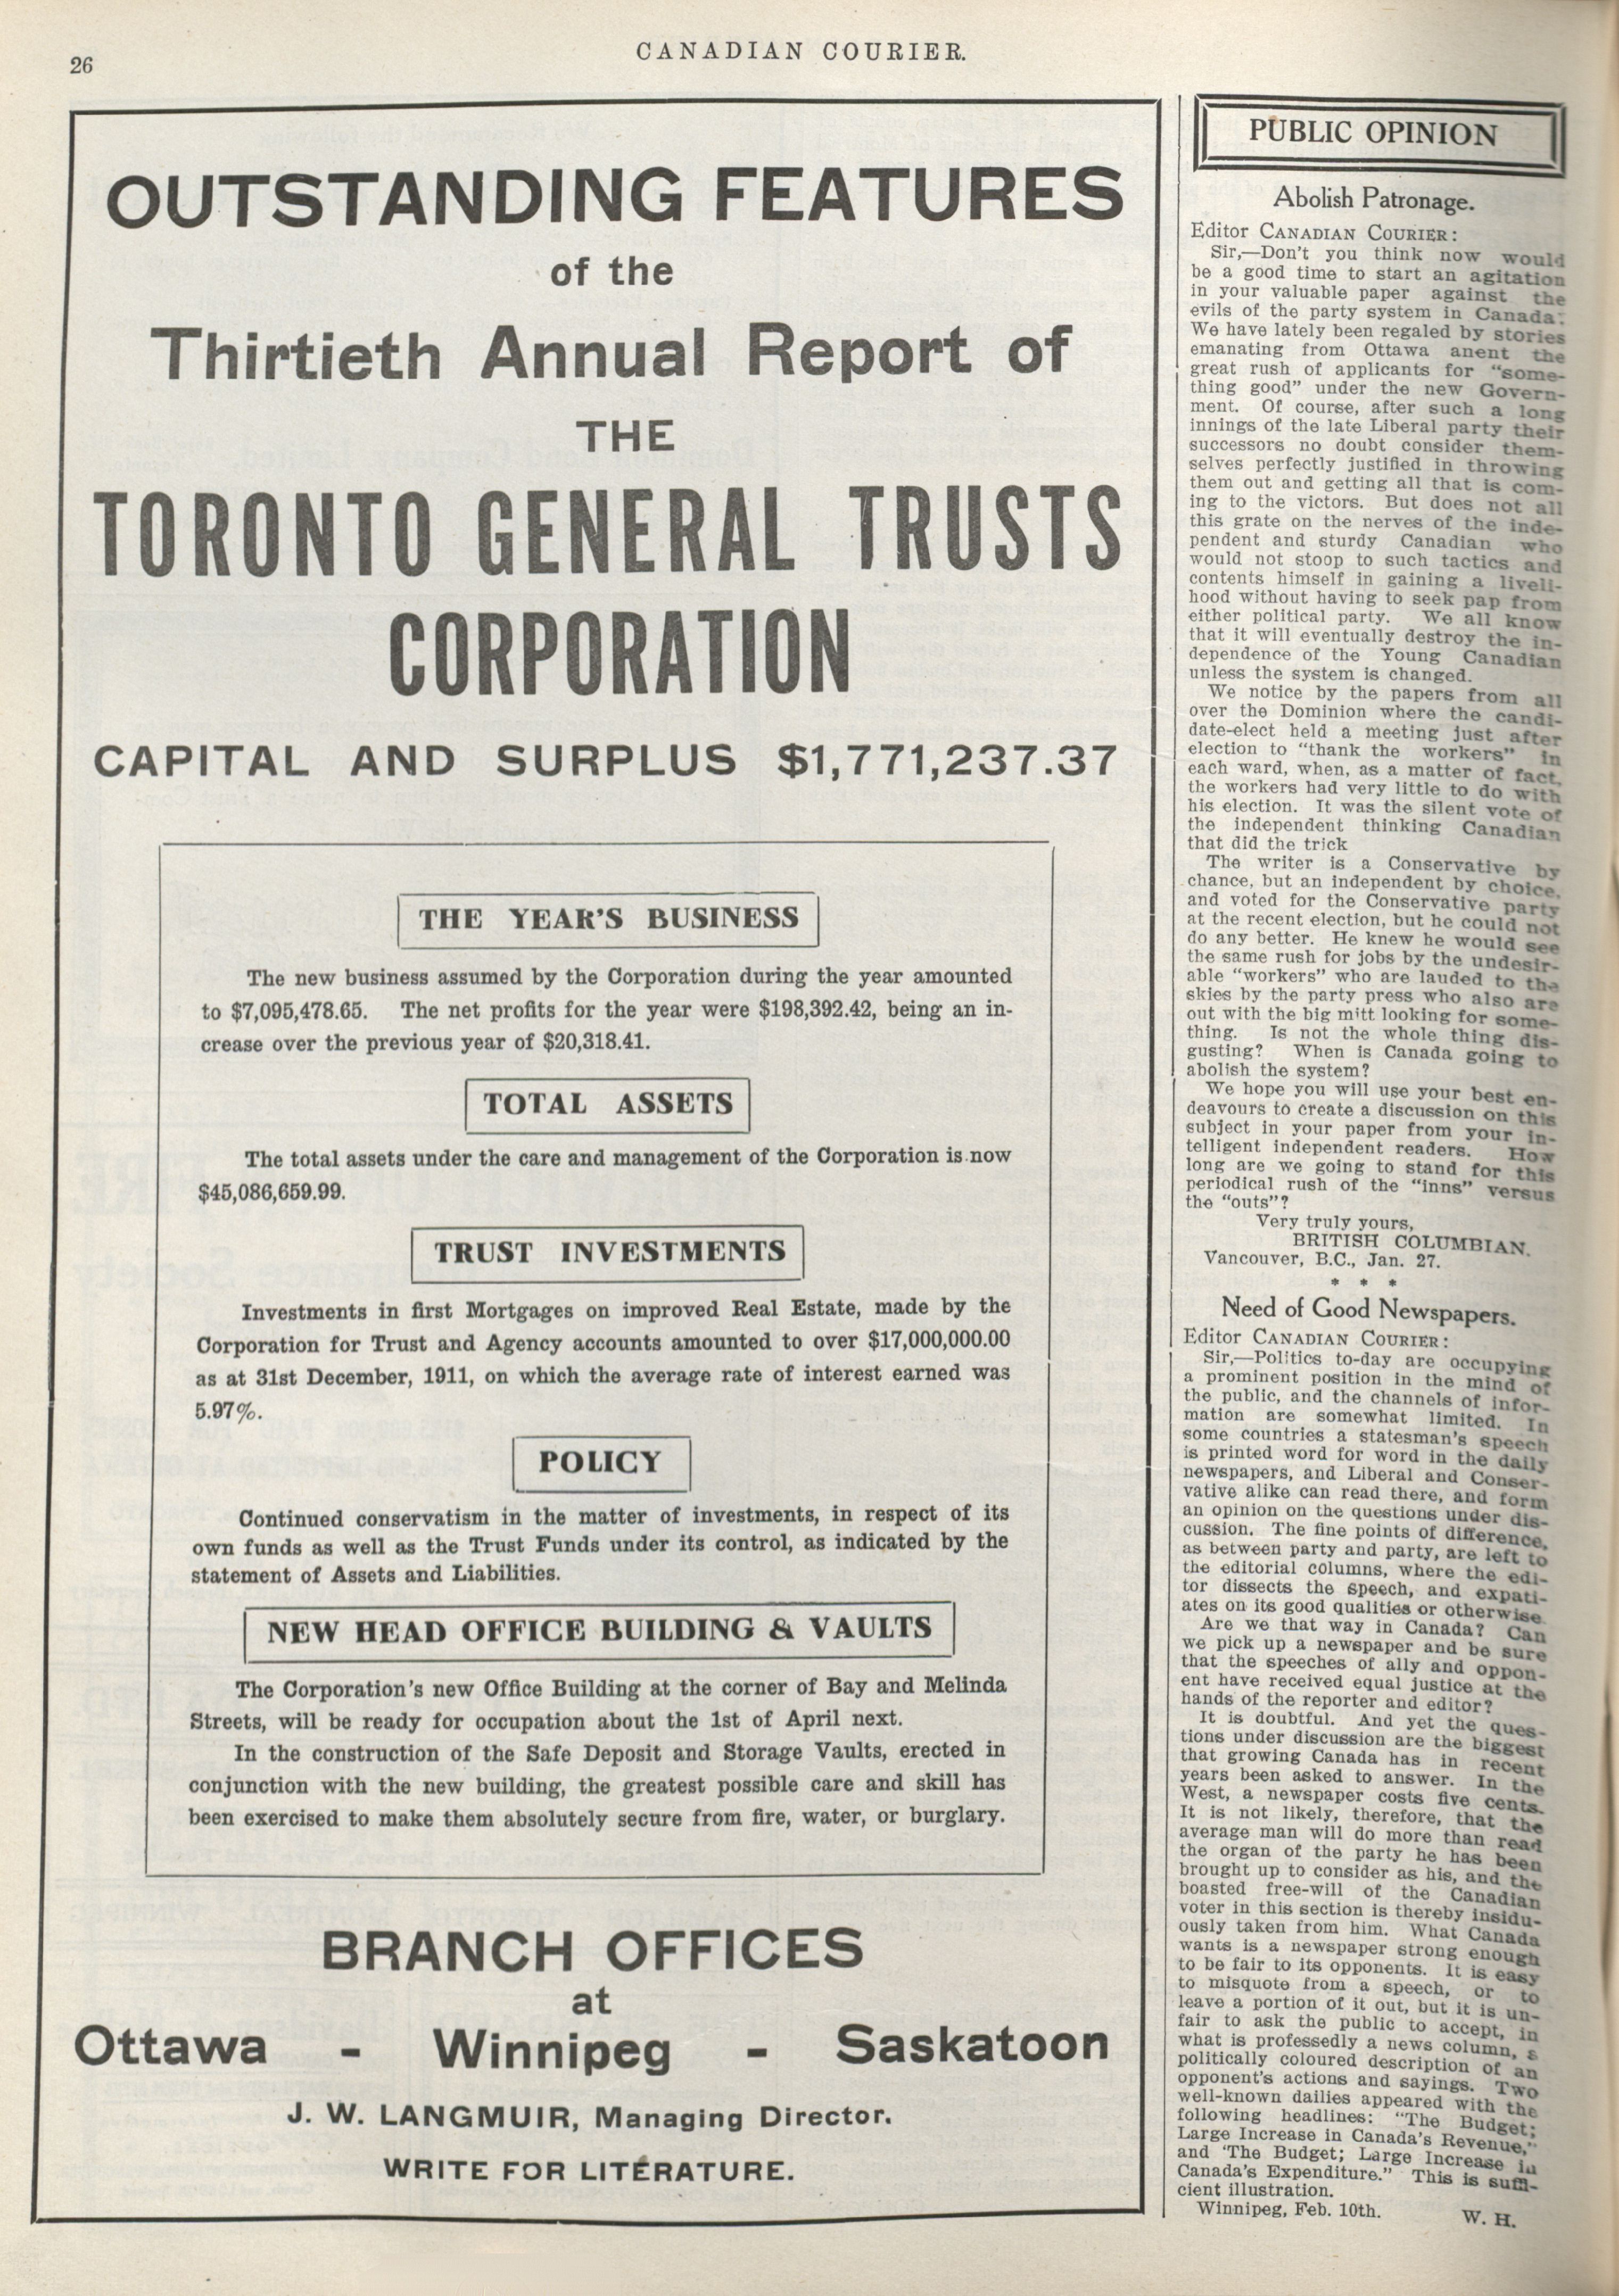 26
CANADIAN COURIER.
OUTSTANDING FEATURES
of the
Thirtieth Annual Report of
THE
TORONTO GENERAL TRUSTS
CORPORATION
CAPITAL AND SURPLUS $1,771,237.37
THE YEAR'S BUSINESS
The new business assumed by the Corporation during the year amounted
to $7,095,478.65. The net profits for the year were $198,392.42, being an in-
crease over the previous year of $20,318.41.
TOTAL ASSETS
The total assets under the care and management of the Corporation is now
$45,086,659.99.
TRUST INVESTMENTS
Investments in first Mortgages on improved Real Estate, made by the
Corporation for Trust and Agency accounts amounted to over $17,000,000.00
as at 31st December, 1911, on which the average rate of interest earned was
5.97%.
POLICY
Continued conservatism in the matter of investments, in respect of its
own funds as well as the Trust Funds under its control, as indicated by the
statement of Assets and Liabilities.
NEW HEAD OFFICE BUILDING & VAULTS
The Corporation's new Office Building at the corner of Bay and Melinda
Streets, will be ready for occupation about the 1st of April next.
In the construction of the Safe Deposit and Storage Vaults, erected in
conjunction with the new building, the greatest possible care and skill has
been exercised to make them absolutely secure from fire, water, or burglary.
BRANCH OFFICES
at
Ottawa - Winnipeg - Saskatoon
J. W. LANGMUIR, Managing Director.
WRITE FOR LITERATURE.
PUBLIC OPINION
Abolish Patronage.
Editor CANADIAN COURIER:
Sir,—Don't you think now would
be a good time to start an agitation
in your valuable paper against the
evils of the party system in Canada.
We have lately been regaled by stories
emanating from Ottawa anent the
great rush of applicants for "some-
thing good" under the new Govern-
ment. Of course, after such a long
innings of the late Liberal party their
successors no doubt consider them-
selves perfectly justified in throwing
them out and getting all that is com-
ing to the victors. But does not all
this grate on the nerves of the inde-
pendent and sturdy Canadian who
would not stoop to such tactics and
contents himself in gaining a liveli-
hood without having to seek pap from
either political party. We all know
that it will eventually destroy the in-
dependence of the Young Canadian
unless the system is changed.
We notice by the papers from all
over the Dominion where the candi-
date-elect held a meeting just after
election to "thank the workers" in
each ward, when, as a matter of fact,
the workers had very little to do with
his election. It was the silent vote of
the independent thinking Canadian
that did the trick
The writer is a Conservative by
chance, but an independent by choice,
and voted for the Conservative party
at the recent election, but he could not
do any better. He knew he would see
the same rush for jobs by the undesir-
able "workers" who are lauded to the
skies by the party press who also are
out with the big mitt looking for some-
thing. Is not the whole thing dis-
gusting? When is Canada going to
abolish the system?
We hope you will use your best en-
deavours to create a discussion on this
subject in your paper from your in-
telligent independent readers. How
long are we going to stand for this
periodical rush of the "inns" versus
the "outs"?
Very truly yours,
BRITISH COLUMBIAN.
Vancouver, B.C., Jan. 27.
* * *
Need of Good Newspapers.
Editor CANADIAN COURIER:
Sir,—Politics to-day are occupying
a prominent position in the mind of
the public, and the channels of infor-
mation are somewhat limited. In
some countries a statesman's speech
is printed word for word in the daily
newspapers, and Liberal and Conser-
vative alike can read there, and form
an opinion on the questions under dis-
cussion. The fine points of difference,
as between party and party, are left to
the editorial columns, where the edi-
tor dissects the speech, and expati-
ates on its good qualities or otherwise.
Are we that way in Canada? Can
we pick up a newspaper and be sure
that the speeches of ally and oppon-
ent have received equal justice at the
hands of the reporter and editor?
It is doubtful. And yet the ques-
tions under discussion are the biggest
that growing Canada has in recent
years been asked to answer. In the
West, a newspaper costs five cents.
It is not likely, therefore, that the
average man will do more than read
the organ of the party he has been
brought up to consider as his, and the
boasted free-will of the Canadian
voter in this section is thereby insidu-
ously taken from him. What Canada
wants is a newspaper strong enough
to be fair to its opponents. It is easy
to misquote from a speech, or to
leave a portion of it out, but it is un-
fair to ask the public to accept, in
what is professedly a news column, a
politically coloured description of an
opponent's actions and sayings. Two
well-known dailies appeared with the
following headlines: "The Budget;
Large Increase in Canada's Revenue,"
and 'The Budget; Large Increase in
Canada's Expenditure." This is suffi-
cient illustration.
Winnipeg, Feb. 10th. W. H.